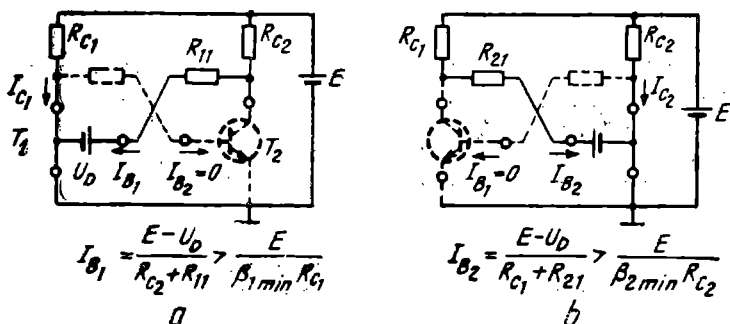 R_C1 R_11 R_C2 E
I_C1
T_1 U_D I_B1 I_B2=0 T_2
R_C1 R_21 R_C2 E
I_C2
I_B1=0 I_B2
I_B1 = (E-U_D)/(R_C2+R_11) > E/(β_1min R_C1)
a
I_B2 = (E-U_D)/(R_C1+R_21) > E/(β_2min R_C2)
b